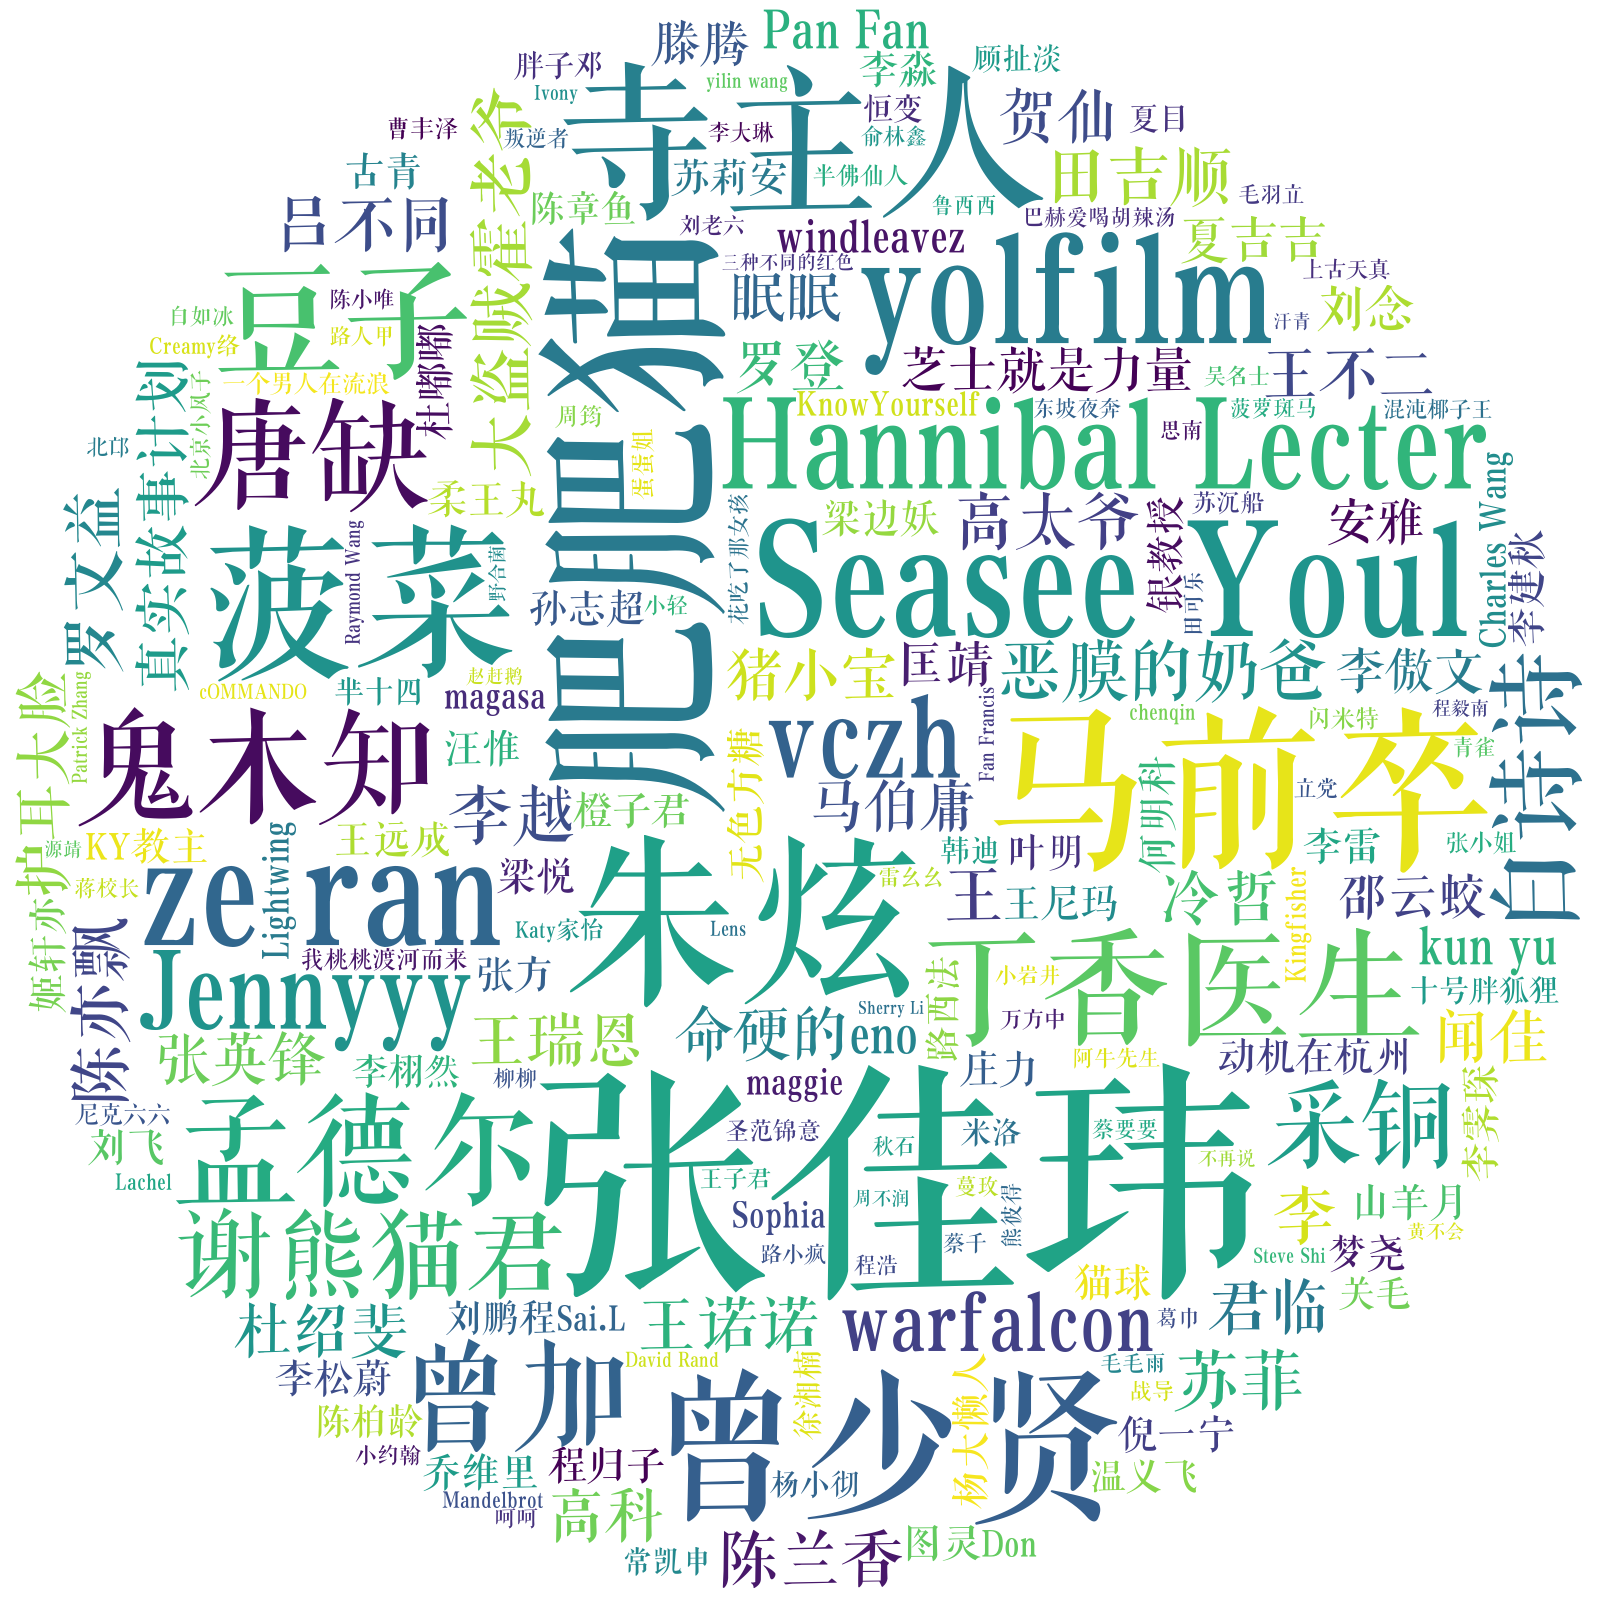 滕腾
Pan Fan
胖子邓
Ivony
yilin wang
李淼
顾扯淡
寺主人
恒变
贺仙
夏目
曹丰泽
叛逆者
李大琳
俞林鑫
古青
大盗贼霍老爷
苏莉安
半佛仙人
田吉顺
毛羽立
吕不同
陈章鱼
刘老六
windleavez
鲁西西
巴赫爱喝胡辣汤
夏吉吉
豆子
肥肥猫
三种不同的红色
yolfilm
上古天真
白如冰
陈小唯
眠眠
刘念
汗青
Creamy络
路人甲
杜嘟嘟
罗登
芝士就是力量
王不二
一个男人在流浪
吴名士
唐缺
周筠
KnowYourself
东坡夜奔
菠萝斑马
混沌椰子王
北邙
北京小风子
真实故事计划
蛋蛋姐
Hannibal Lecter
思南
Charles Wang
罗文益
柔王丸
花吃了那女孩
梁边妖
高太爷
银教授
苏沉船
安雅
李建秋
菠菜
Raymond Wang
野合菌
孙志超
小轻
Seasee Youl
田可乐
赵赶鹅
猪小宝
匡靖
恶膜的奶爸
李傲文
白诗诗
姬轩亦护耳大脸
Patrick Zhang
cOMMANDO
芈十四
magasa
Fan Francis
chenqin
闪米特
程毅南
鬼木知
汪惟
无色方糖
vczh
马前卒
青雀
李越
橙子君
马伯庸
何明科
立党
源靖
KY教主
Lightwing
王远成
韩迪
叶明
李雷
张小姐
蒋校长
ze ran
梁悦
朱炫
雷幺幺
王
王尼玛
冷哲
邵云蛟
陈亦飘
Katy家怡
Lens
Kingfisher
kun yu
我桃桃渡河而来
张方
路西法
小岩井
丁香医生
十号胖狐狸
Jennyyy
Sherry Li
万方中
张英锋
王瑞恩
命硬的eno
闻佳
李栩然
柳柳
maggie
庄力
阿牛先生
动机在杭州
李雯琛
尼克六六
孟德尔
张佳玮
圣范锦意
米洛
蔡要要
采铜
刘飞
秋石
不再说
Lachel
王子君
周不润
蔓玫
熊彼得
李
山羊月
谢熊猫君
Sophia
蔡千
黄不会
路小疯
程浩
Steve Shi
梦尧
猫球
关毛
杜绍斐
刘鹏程Sai.L
王诺诺
warfalcon
葛巾
君临
李松蔚
曾加
David Rand
徐湘楠
杨大懒人
毛毛雨
苏菲
战导
陈柏龄
曾少贤
倪一宁
小约翰
乔维里
程归子
杨小彻
温义飞
Mandelbrot
呵呵
高科
常凯申
陈兰香
图灵Don